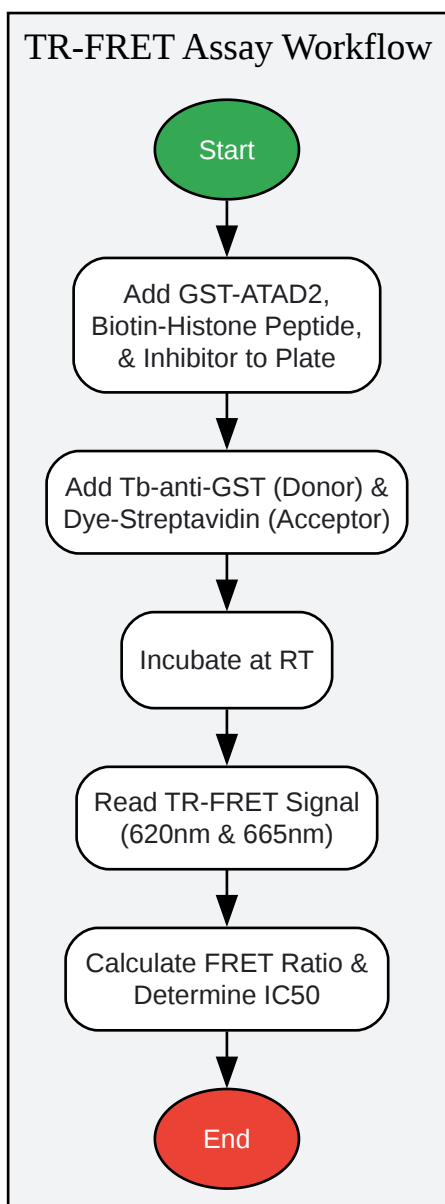 TR-FRET Assay Workflow
Start
Add GST-ATAD2,
Biotin-Histone Peptide,
& Inhibitor to Plate
Add Tb-anti-GST (Donor) &
Dye-Streptavidin (Acceptor)
Incubate at RT
Read TR-FRET Signal
(620nm & 665nm)
Calculate FRET Ratio &
Determine IC50
End